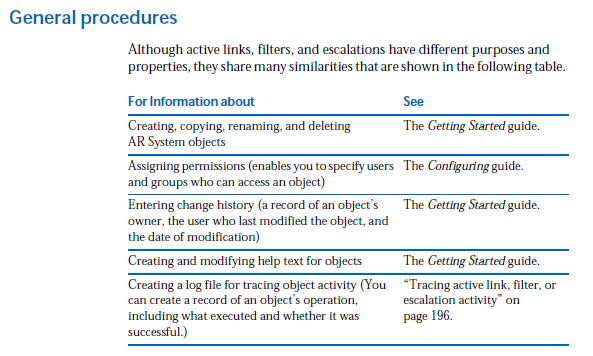 General procedures
Although active links, filters, and escalations have different purposes and
properties, they share many similarities that are shown in the following table.
For Information about See
Creating, copying, renaming, and deleting The Getting Started guide.
AR System objects
Assigning permissions (enables you to specify users The Configuring guide.
and groups who can access an object)
Entering change history (a record of an object's The Getting Started guide.
owner, the user who last modified the object, and
the date of modification)
Creating and modifying help text for objects The Getting Started guide.
Creating a log file for tracing object activity (You "Tracing active link, filter, or
can create a record of an object's operation, escalation activity" on
including what executed and whether it was page 196.
successful.)